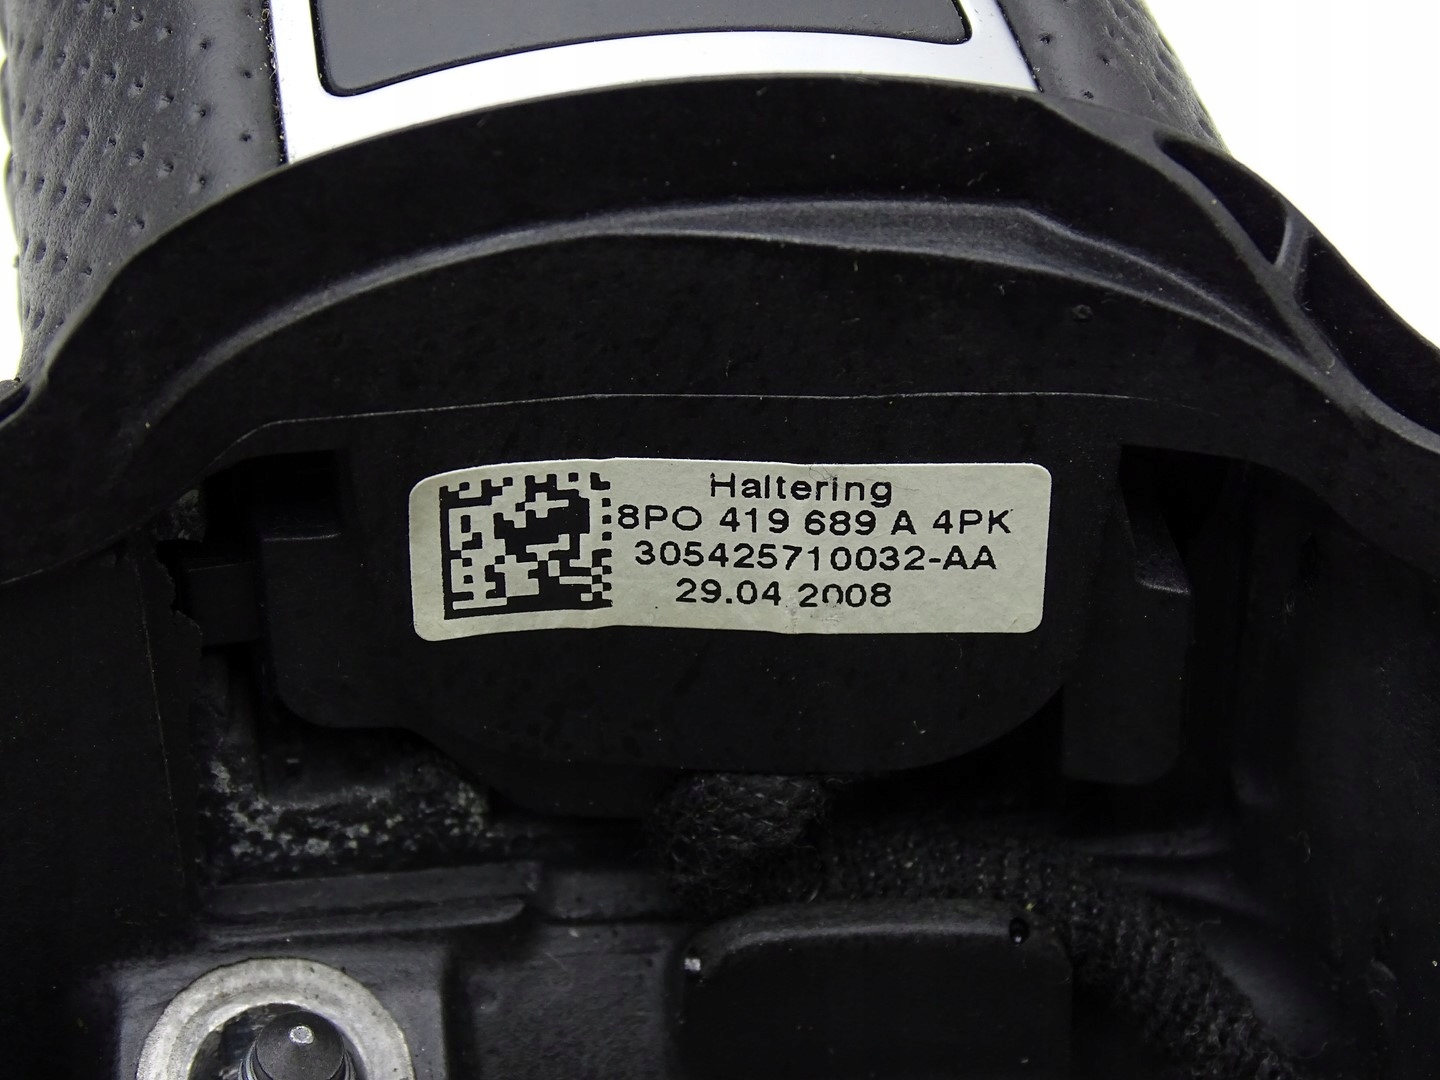 Haltering
8PO 419 689 A 4PK
305425710032-AA
29.04 2008